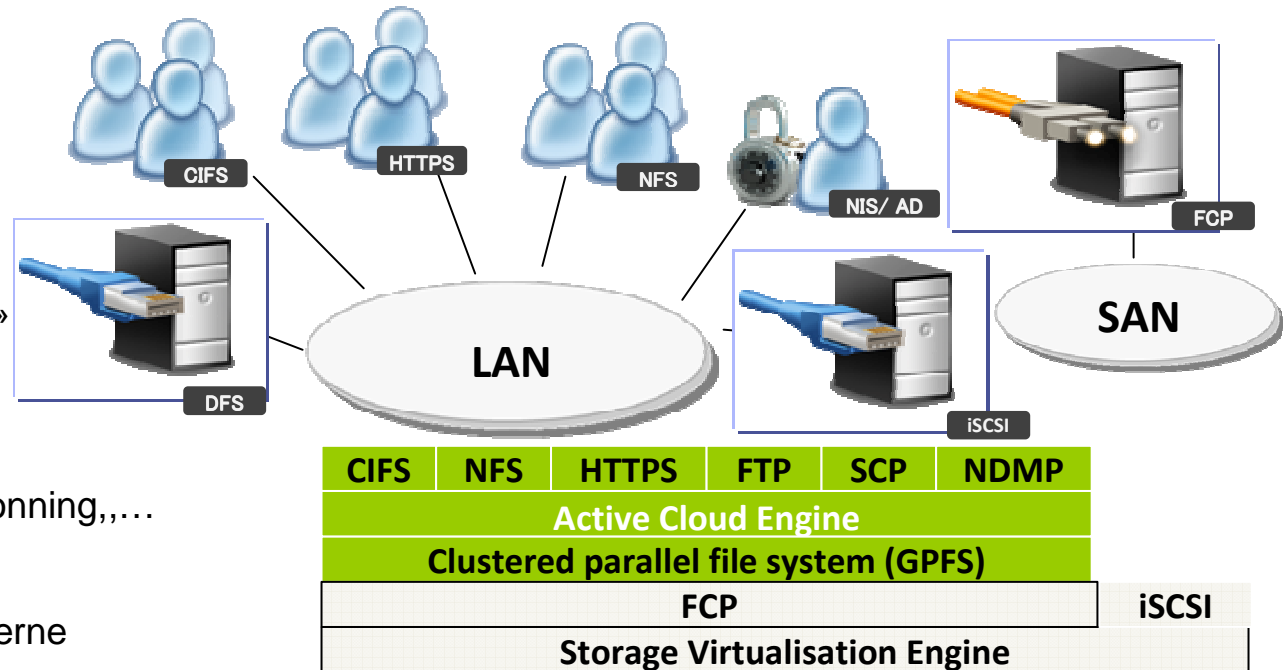 CIFS
HTTPS
NFS
NIS/ AD
FCP
»
LAN
SAN
DFS
iSCSI
CIFS NFS HTTPS FTP SCP NDMP
onning,,…
Active Cloud Engine
Clustered parallel file system (GPFS)
FCP iSCSI
erne
Storage Virtualisation Engine